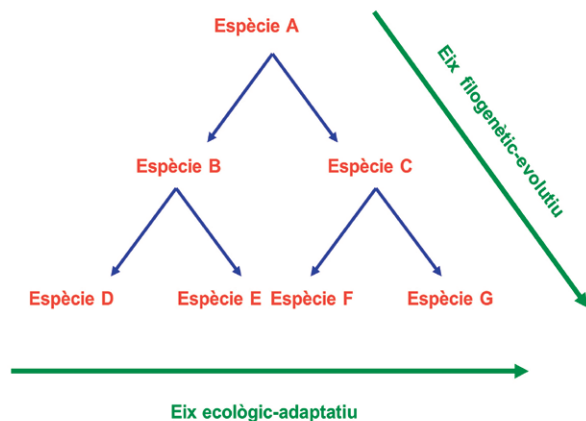 Espècie A
Eix filogenètic-evolutiu
Espècie B
Espècie C
Espècie D
Espècie E
Espècie F
Espècie G
Eix ecològic-adaptatiu